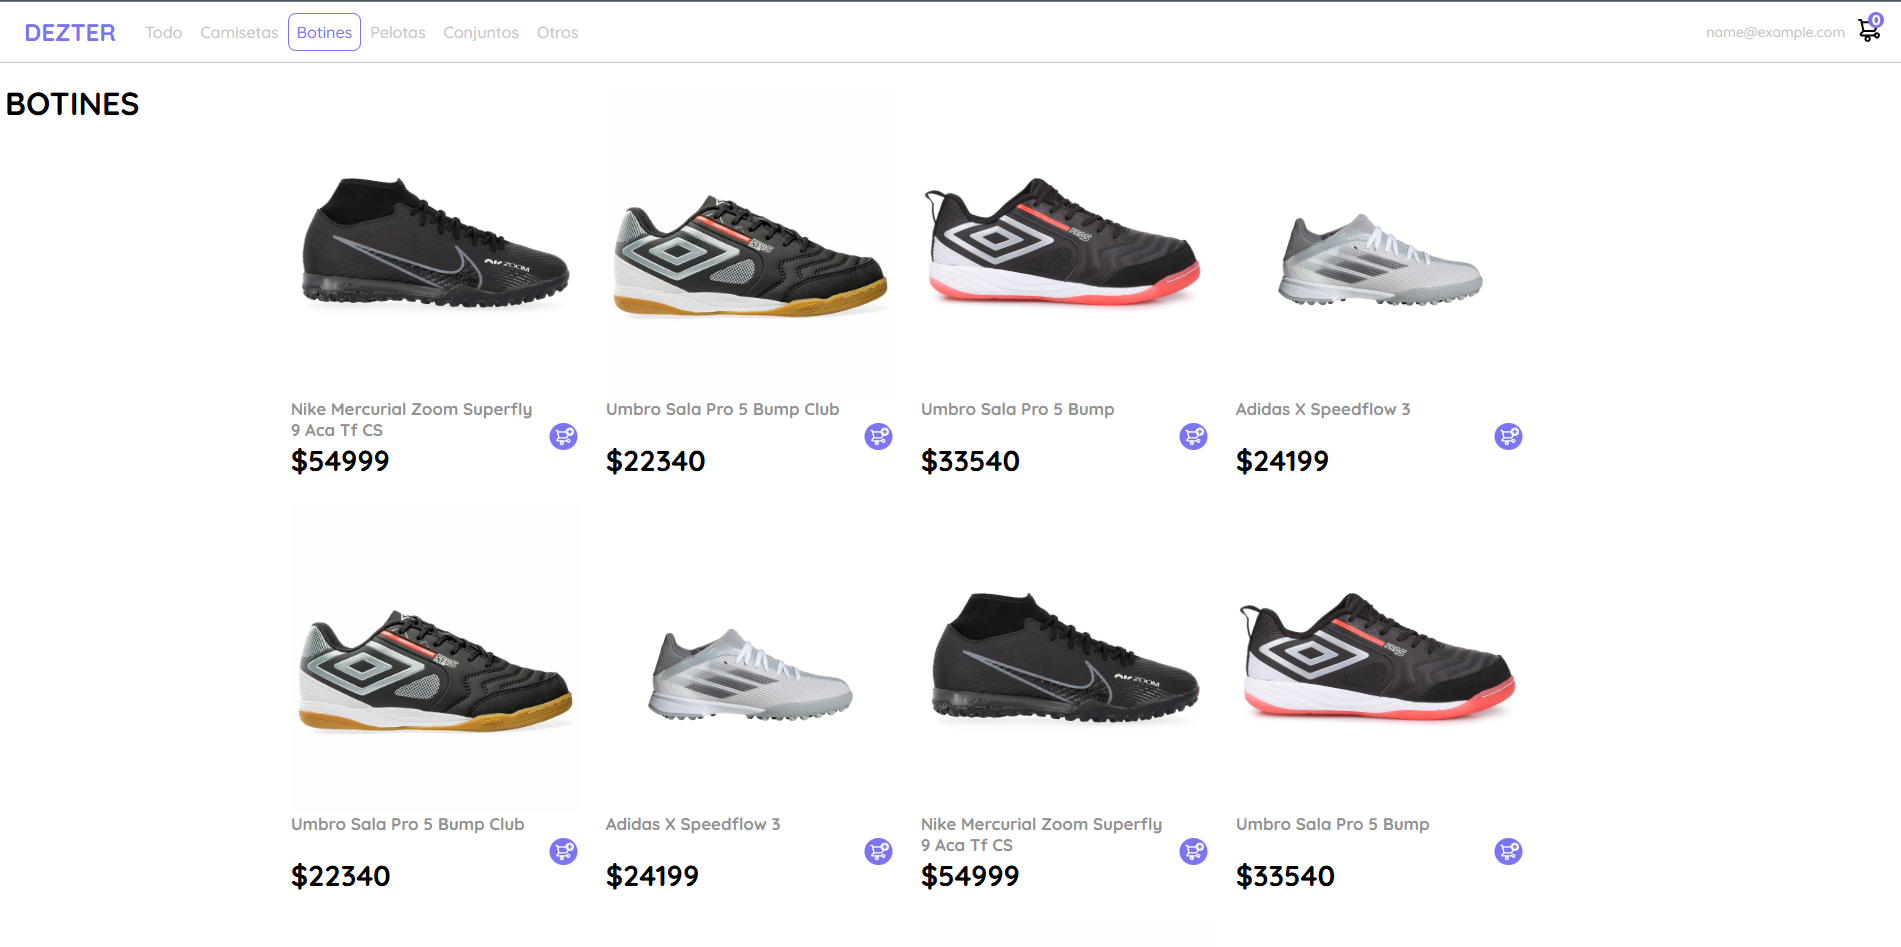 DEZTER Todo Camisetas Botines Pelotas Conjuntos Otros name@example.com 0
BOTINES
Nike Mercurial Zoom Superfly
9 Aca Tf CS
$54999
Umbro Sala Pro 5 Bump Club
$22340
Umbro Sala Pro 5 Bump
$33540
Adidas X Speedflow 3
$24199
Umbro Sala Pro 5 Bump Club
$22340
Adidas X Speedflow 3
$24199
Nike Mercurial Zoom Superfly
9 Aca Tf CS
$54999
Umbro Sala Pro 5 Bump
$33540